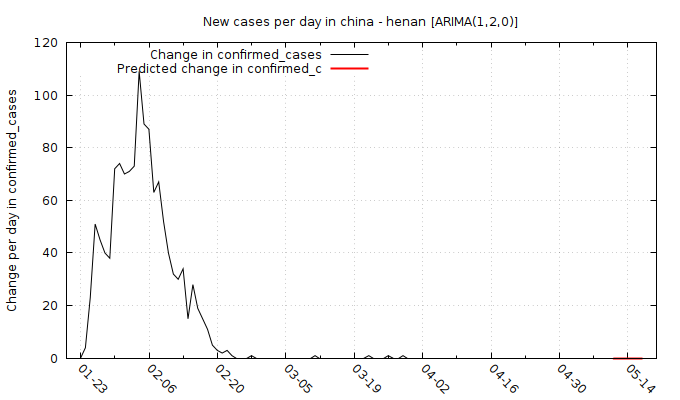 New cases per day in china - henan [ARIMA(1,2,0)]
Change in confirmed_cases
Predicted change in confirmed_c
Change per day in confirmed_cases
120
100
80
60
40
20
0
01-23 02-06 02-20 03-05 03-19 04-02 04-16 04-30 05-14